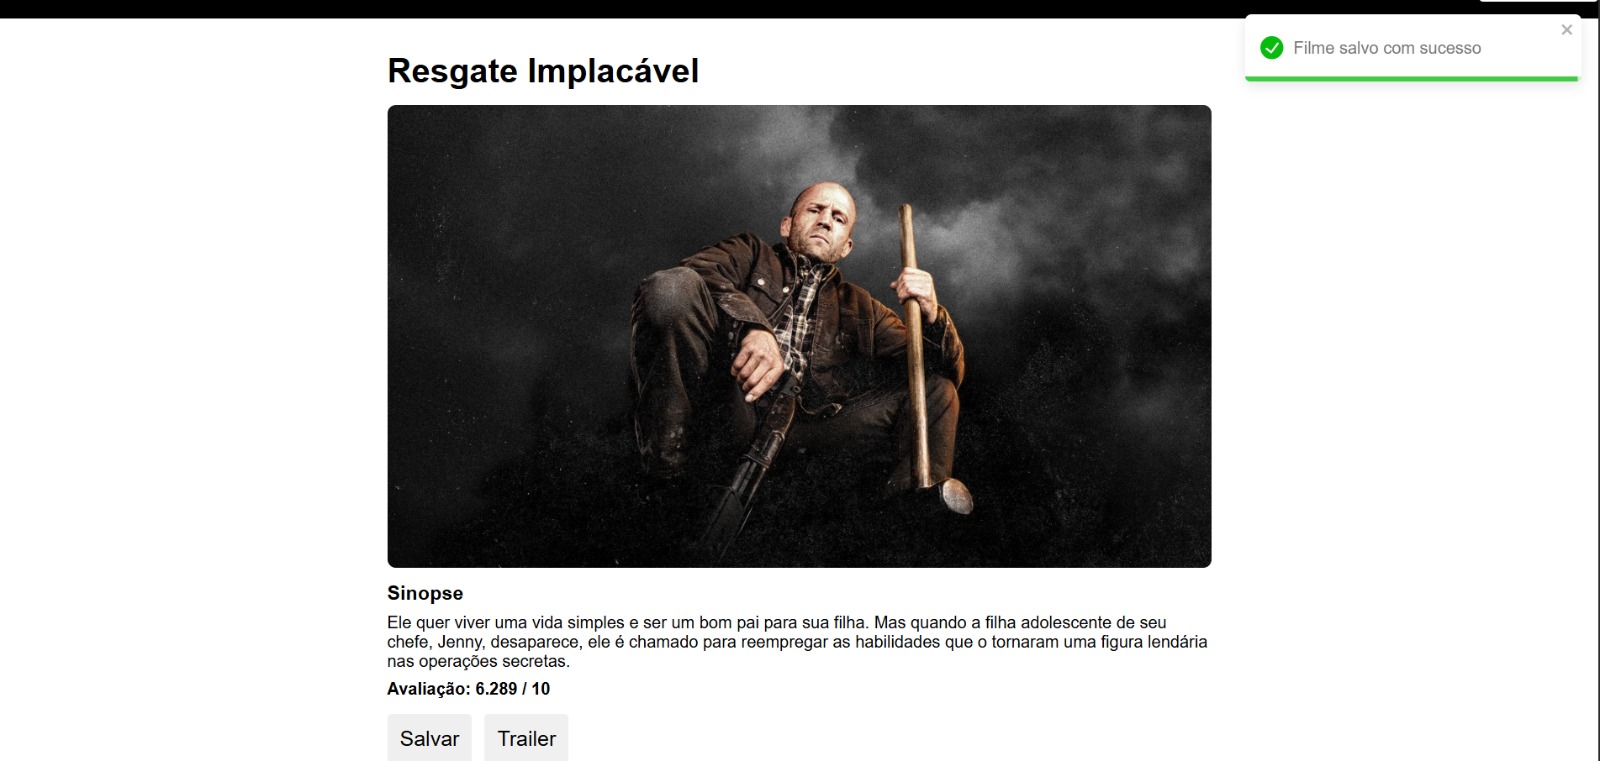 Filme salvo com sucesso
Resgate Implacável
Sinopse
Ele quer viver uma vida simples e ser um bom pai para sua filha. Mas quando a filha adolescente de seu
chefe, Jenny, desaparece, ele é chamado para reempregar as habilidades que o tornaram uma figura lendária
nas operações secretas.
Avaliação: 6.289 / 10
Salvar
Trailer